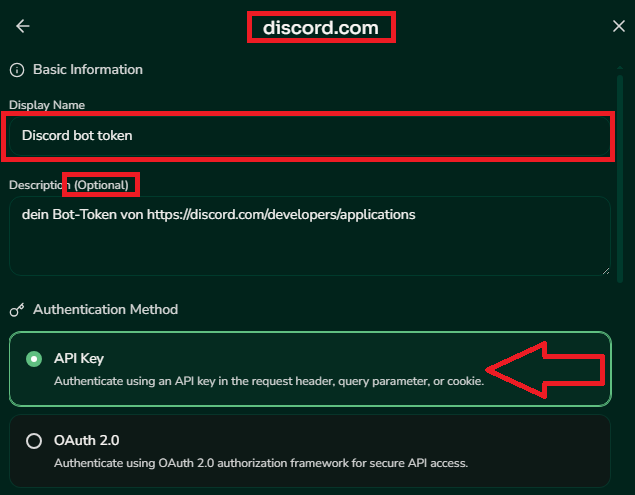 discord.com
Basic Information
Display Name
Discord bot token
Description (Optional)
dein Bot-Token von https://discord.com/developers/applications
Authentication Method
API Key
Authenticate using an API key in the request header, query parameter, or cookie.
OAuth 2.0
Authenticate using OAuth 2.0 authorization framework for secure API access.